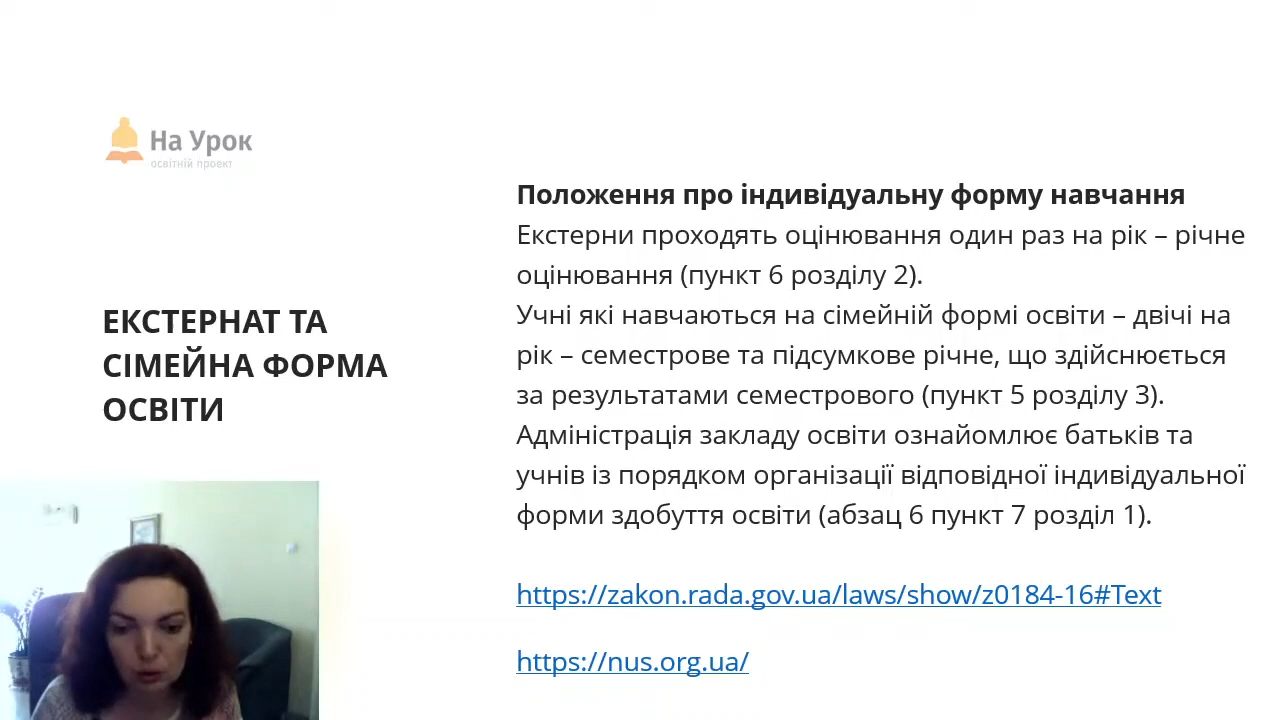 На Урок
освітній проект
ЕКСТЕРНАТ ТА
СІМЕЙНА ФОРМА
ОСВІТИ
Положення про індивідуальну форму навчання
Екстерни проходять оцінювання один раз на рік – річне
оцінювання (пункт 6 розділу 2).
Учні які навчаються на сімейній формі освіти – двічі на
рік – семестрове та підсумкове річне, що здійснюється
за результатами семестрового (пункт 5 розділу 3).
Адміністрація закладу освіти ознайомлює батьків та
учнів із порядком організації відповідної індивідуальної
форми здобуття освіти (абзац 6 пункт 7 розділ 1).
https://zakon.rada.gov.ua/laws/show/z0184-16#Text
https://nus.org.ua/